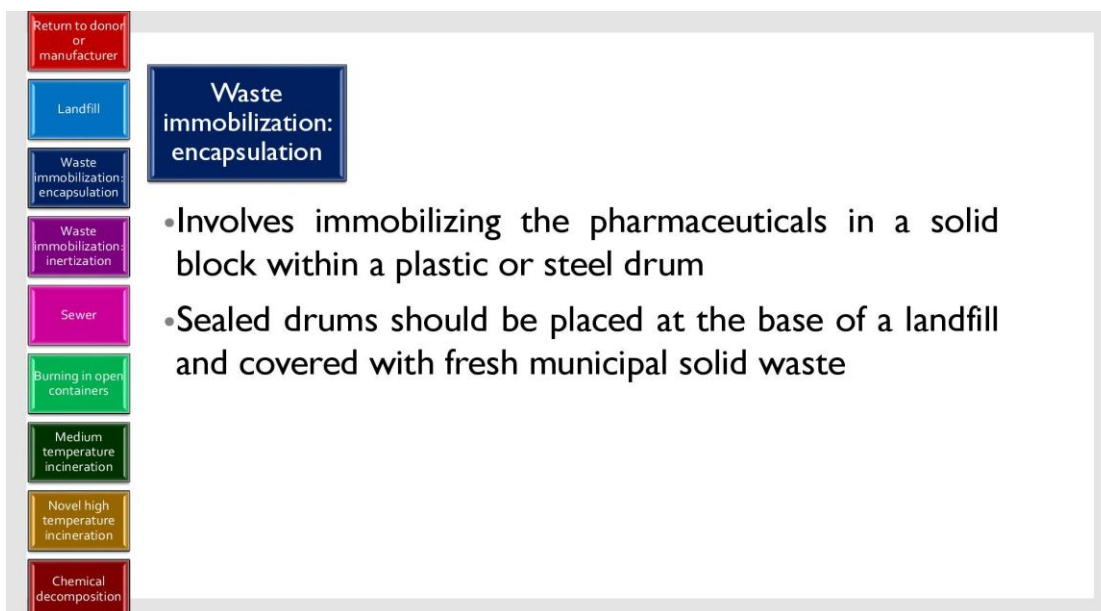 Return to donor
or
manufacturer
Landfill
Waste
immobilization:
encapsulation
Waste
immobilization:
inertization
Sewer
Burning in open
containers
Medium
temperature
incineration
Novel high
temperature
incineration
Chemical
decomposition
Waste
immobilization:
encapsulation
•Involves immobilizing the pharmaceuticals in a solid
block within a plastic or steel drum
•Sealed drums should be placed at the base of a landfill
and covered with fresh municipal solid waste